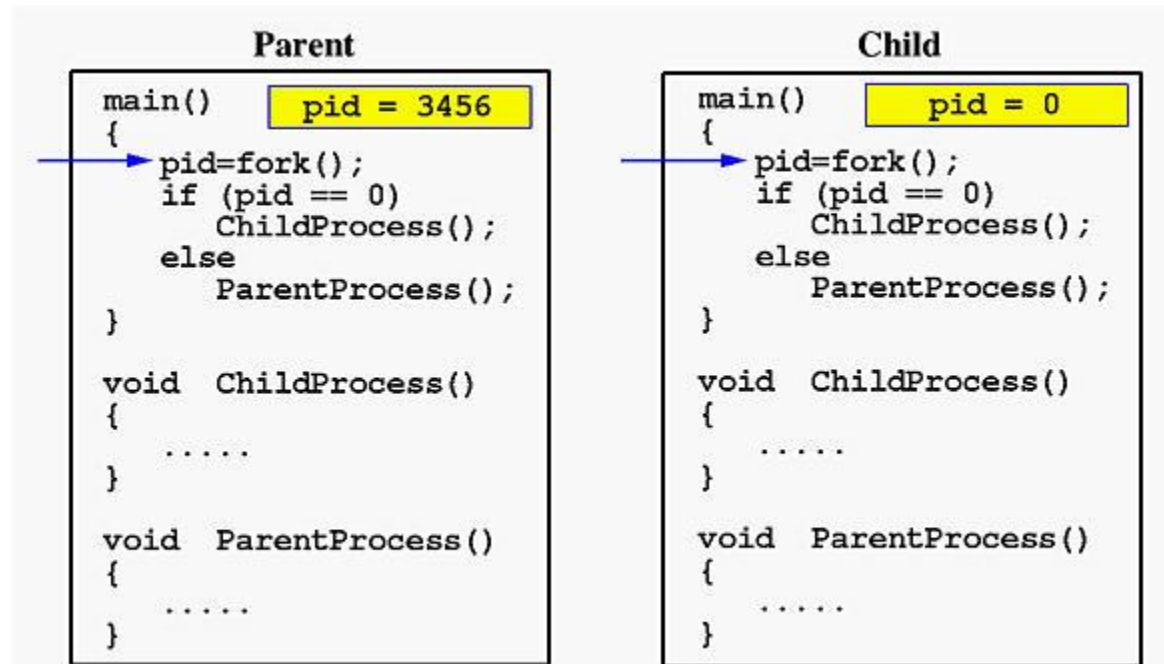 Parent
main()
pid = 3456
{
pid=fork();
if (pid == 0)
ChildProcess();
else
ParentProcess();
}
void ChildProcess()
{
.....
}
void ParentProcess()
{
.....
}
Child
main()
pid = 0
{
pid=fork();
if (pid == 0)
ChildProcess();
else
ParentProcess();
}
void ChildProcess()
{
.....
}
void ParentProcess()
{
.....
}